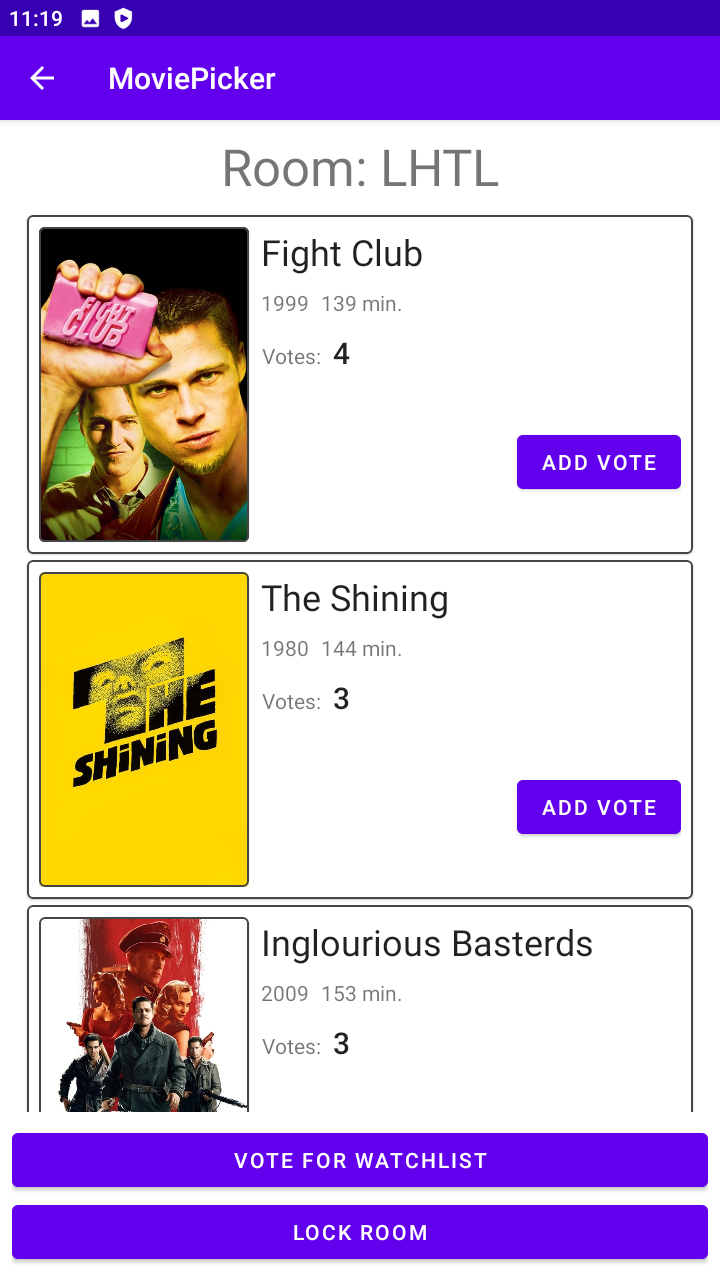 11:19
MoviePicker
Room: LHTL
FIGHT
CLUB
Fight Club
1999 139 min.
Votes: 4
ADD VOTE
THE
SHiNiNG
The Shining
1980 144 min.
Votes: 3
ADD VOTE
Inglourious Basterds
2009 153 min.
Votes: 3
VOTE FOR WATCHLIST
LOCK ROOM